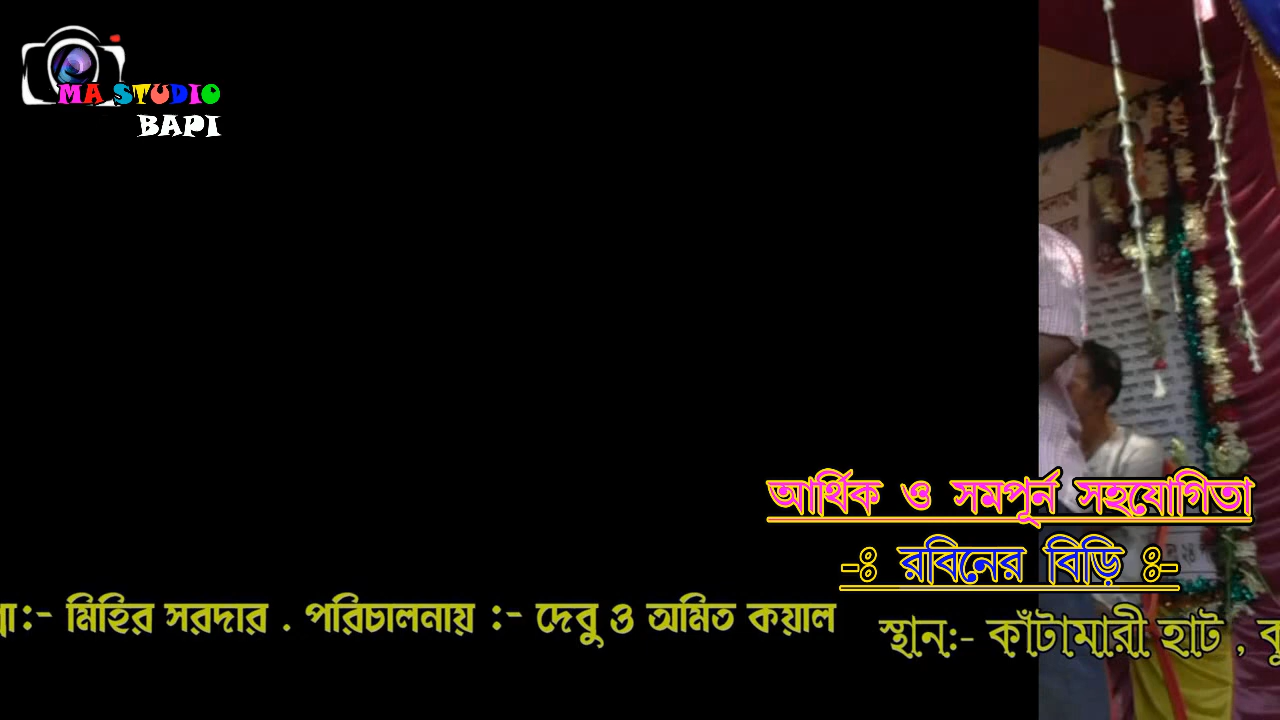 MA STUDIO
BAPI
আর্থিক ও সমপূর্ন সহযোগিতা
-ঃ রবিনের বিড়ি ঃ-
:- মিহির সরদার . পরিচালনায় :- দেবু ও অমিত কয়াল
স্থান:- কাঁটামারী হাট ,